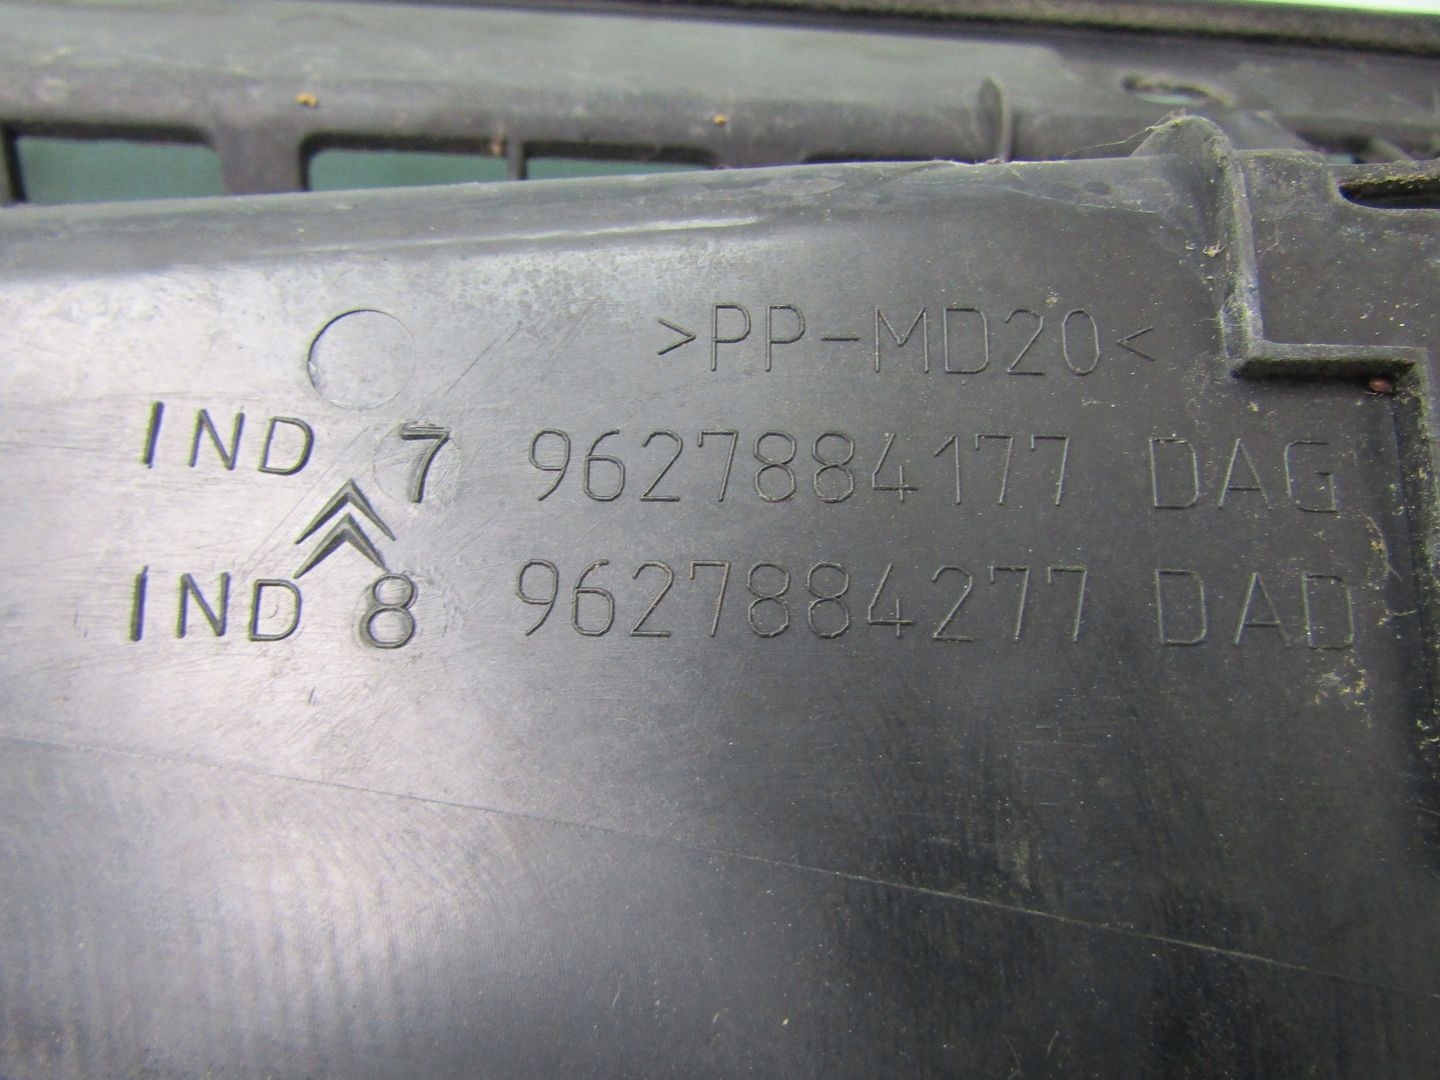 >PP-MD20<
IND 7 9627884177 DAG
IND 8 9627884277 DAD